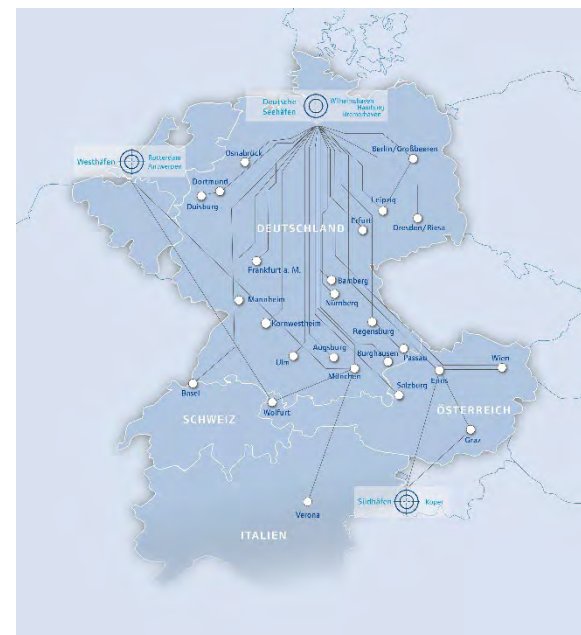 Deutsche
Seehäfen
Wilhelmshaven
Hamburg
Bremerhaven
Westhäfen
Rotterdam
Antwerpen
Osnabrück
Berlin/Großbeeren
Dortmund
Duisburg
Leipzig
Erfurt
Dresden/Riesa
DEUTSCHLAND
Frankfurt a. M.
Bamberg
Nürnberg
Mannheim
Kornwestheim
Regensburg
Ulm
Augsburg
Burghausen
Passau
Wien
München
Enns
Salzburg
Basel
Wolfurt
SCHWEIZ
ÖSTERREICH
Graz
Südhäfen
Koper
Verona
ITALIEN